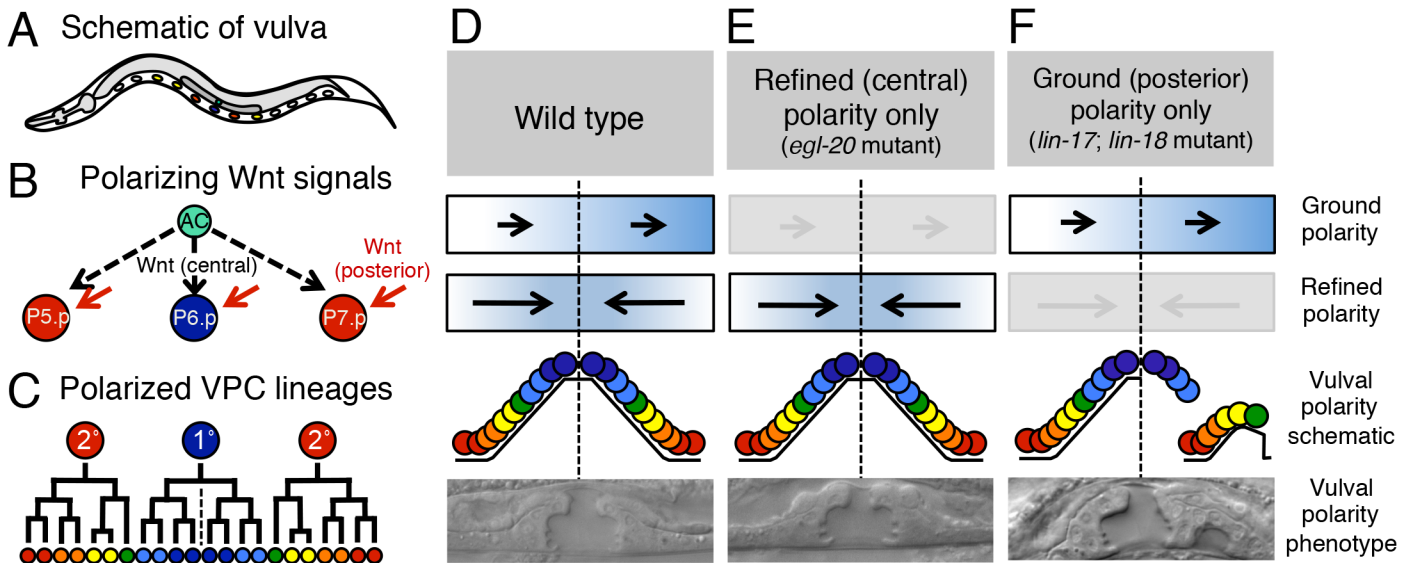 A Schematic of vulva
B Polarizing Wnt signals
AC
Wnt (central)
Wnt
(posterior)
P5.p P6.p P7.p
C Polarized VPC lineages
2° 1° 2°
D
Wild type
E
Refined (central)
polarity only
(egl-20 mutant)
F
Ground (posterior)
polarity only
(lin-17; lin-18 mutant)
Ground
polarity
Refined
polarity
Vulval
polarity
schematic
Vulval
polarity
phenotype